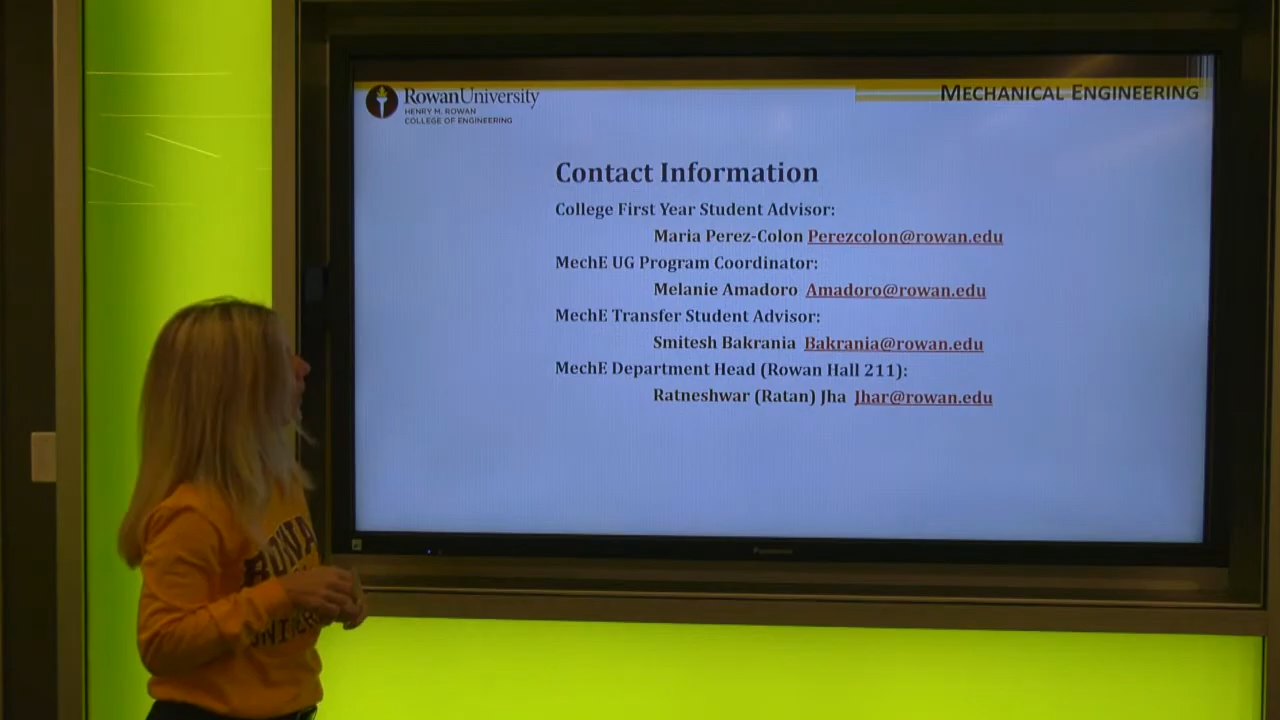 RowanUniversity
HENRY M. ROWAN
COLLEGE OF ENGINEERING
MECHANICAL ENGINEERING
Contact Information
College First Year Student Advisor:
Maria Perez-Colon Perezcolon@rowan.edu
MechE UG Program Coordinator:
Melanie Amadoro Amadoro@rowan.edu
MechE Transfer Student Advisor:
Smitesh Bakrania Bakrania@rowan.edu
MechE Department Head (Rowan Hall 211):
Ratneshwar (Ratan) Jha Jhar@rowan.edu
Panasonic